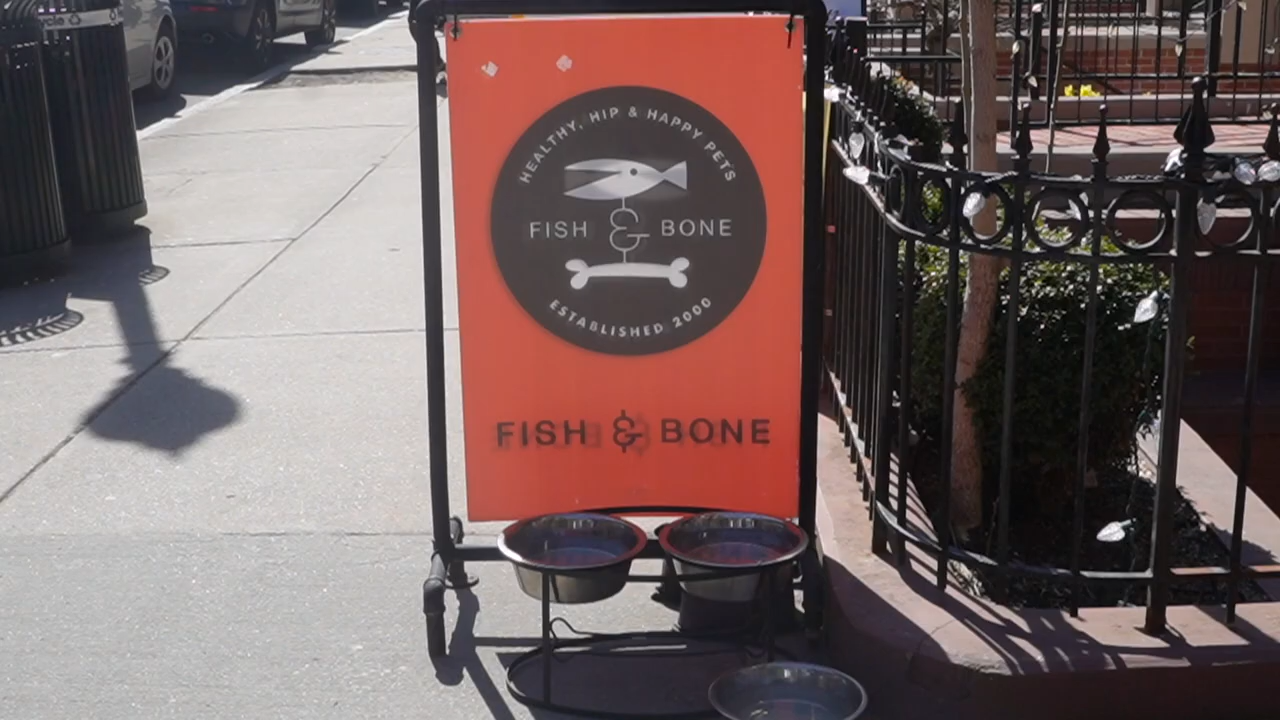 HEALTHY, HIP & HAPPY PETS
FISH & BONE
ESTABLISHED 2000
FISH & BONE